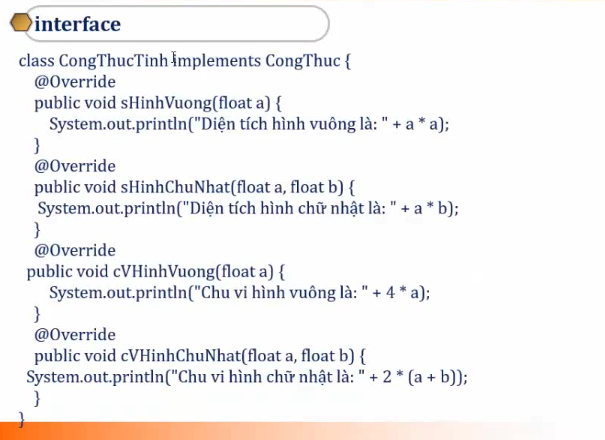 interface
class CongThucTinh implements CongThuc {
@Override
public void sHinhVuong(float a) {
System.out.println("Diện tích hình vuông là: " + a * a);
}
@Override
public void sHinhChuNhat(float a, float b) {
System.out.println("Diện tích hình chữ nhật là: " + a * b);
}
@Override
public void cVHinhVuong(float a) {
System.out.println("Chu vi hình vuông là: " + 4 * a);
}
@Override
public void cVHinhChuNhat(float a, float b) {
System.out.println("Chu vi hình chữ nhật là: " + 2 * (a + b));
}
}